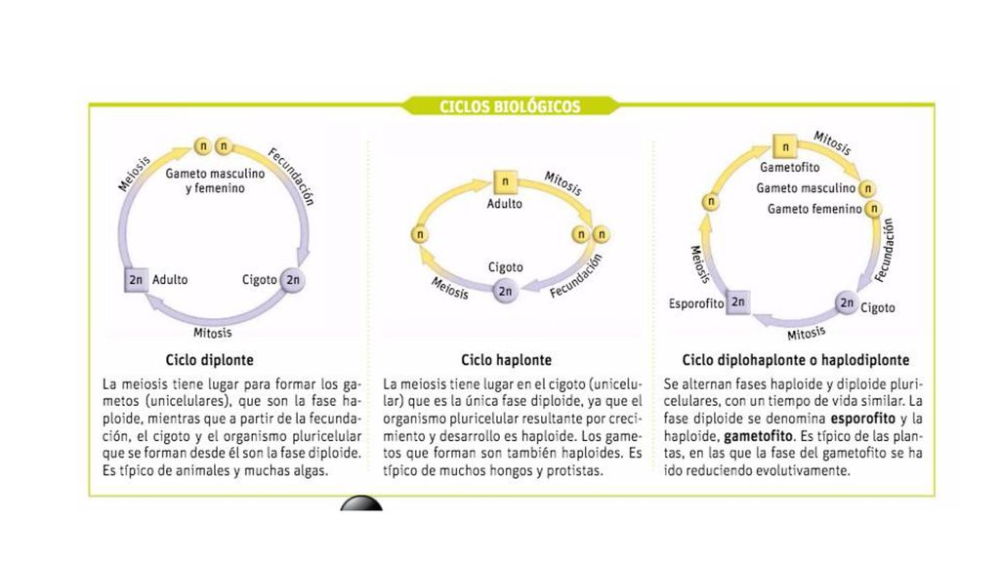 CICLOS BIOLÓGICOS
n n
Meiosis
Fecundación
Gameto masculino
y femenino
2n Adulto
Cigoto 2n
Mitosis
Ciclo diplonte
La meiosis tiene lugar para formar los ga-
metos (unicelulares), que son la fase ha-
ploide, mientras que a partir de la fecunda-
ción, el cigoto y el organismo pluricelular
que se forman desde él son la fase diploide.
Es típico de animales y muchas algas.
n
Mitosis
Adulto
n
n n
Cigoto
2n
Meiosis
Fecundación
Ciclo haplonte
La meiosis tiene lugar en el cigoto (unicelu-
lar) que es la única fase diploide, ya que el
organismo pluricelular resultante por creci-
miento y desarrollo es haploide. Los game-
tos que forman son también haploides. Es
típico de muchos hongos y protistas.
n
Mitosis
Gametofito
Gameto masculino n
n
Gameto femenino n
Fecundación
Meiosis
Esporofito 2n
2n Cigoto
Mitosis
Ciclo diplohaplonte o haplodiplonte
Se alternan fases haploide y diploide pluri-
celulares, con un tiempo de vida similar. La
fase diploide se denomina esporofito y la
haploide, gametofito. Es típico de las plan-
tas, en las que la fase del gametofito se ha
ido reduciendo evolutivamente.